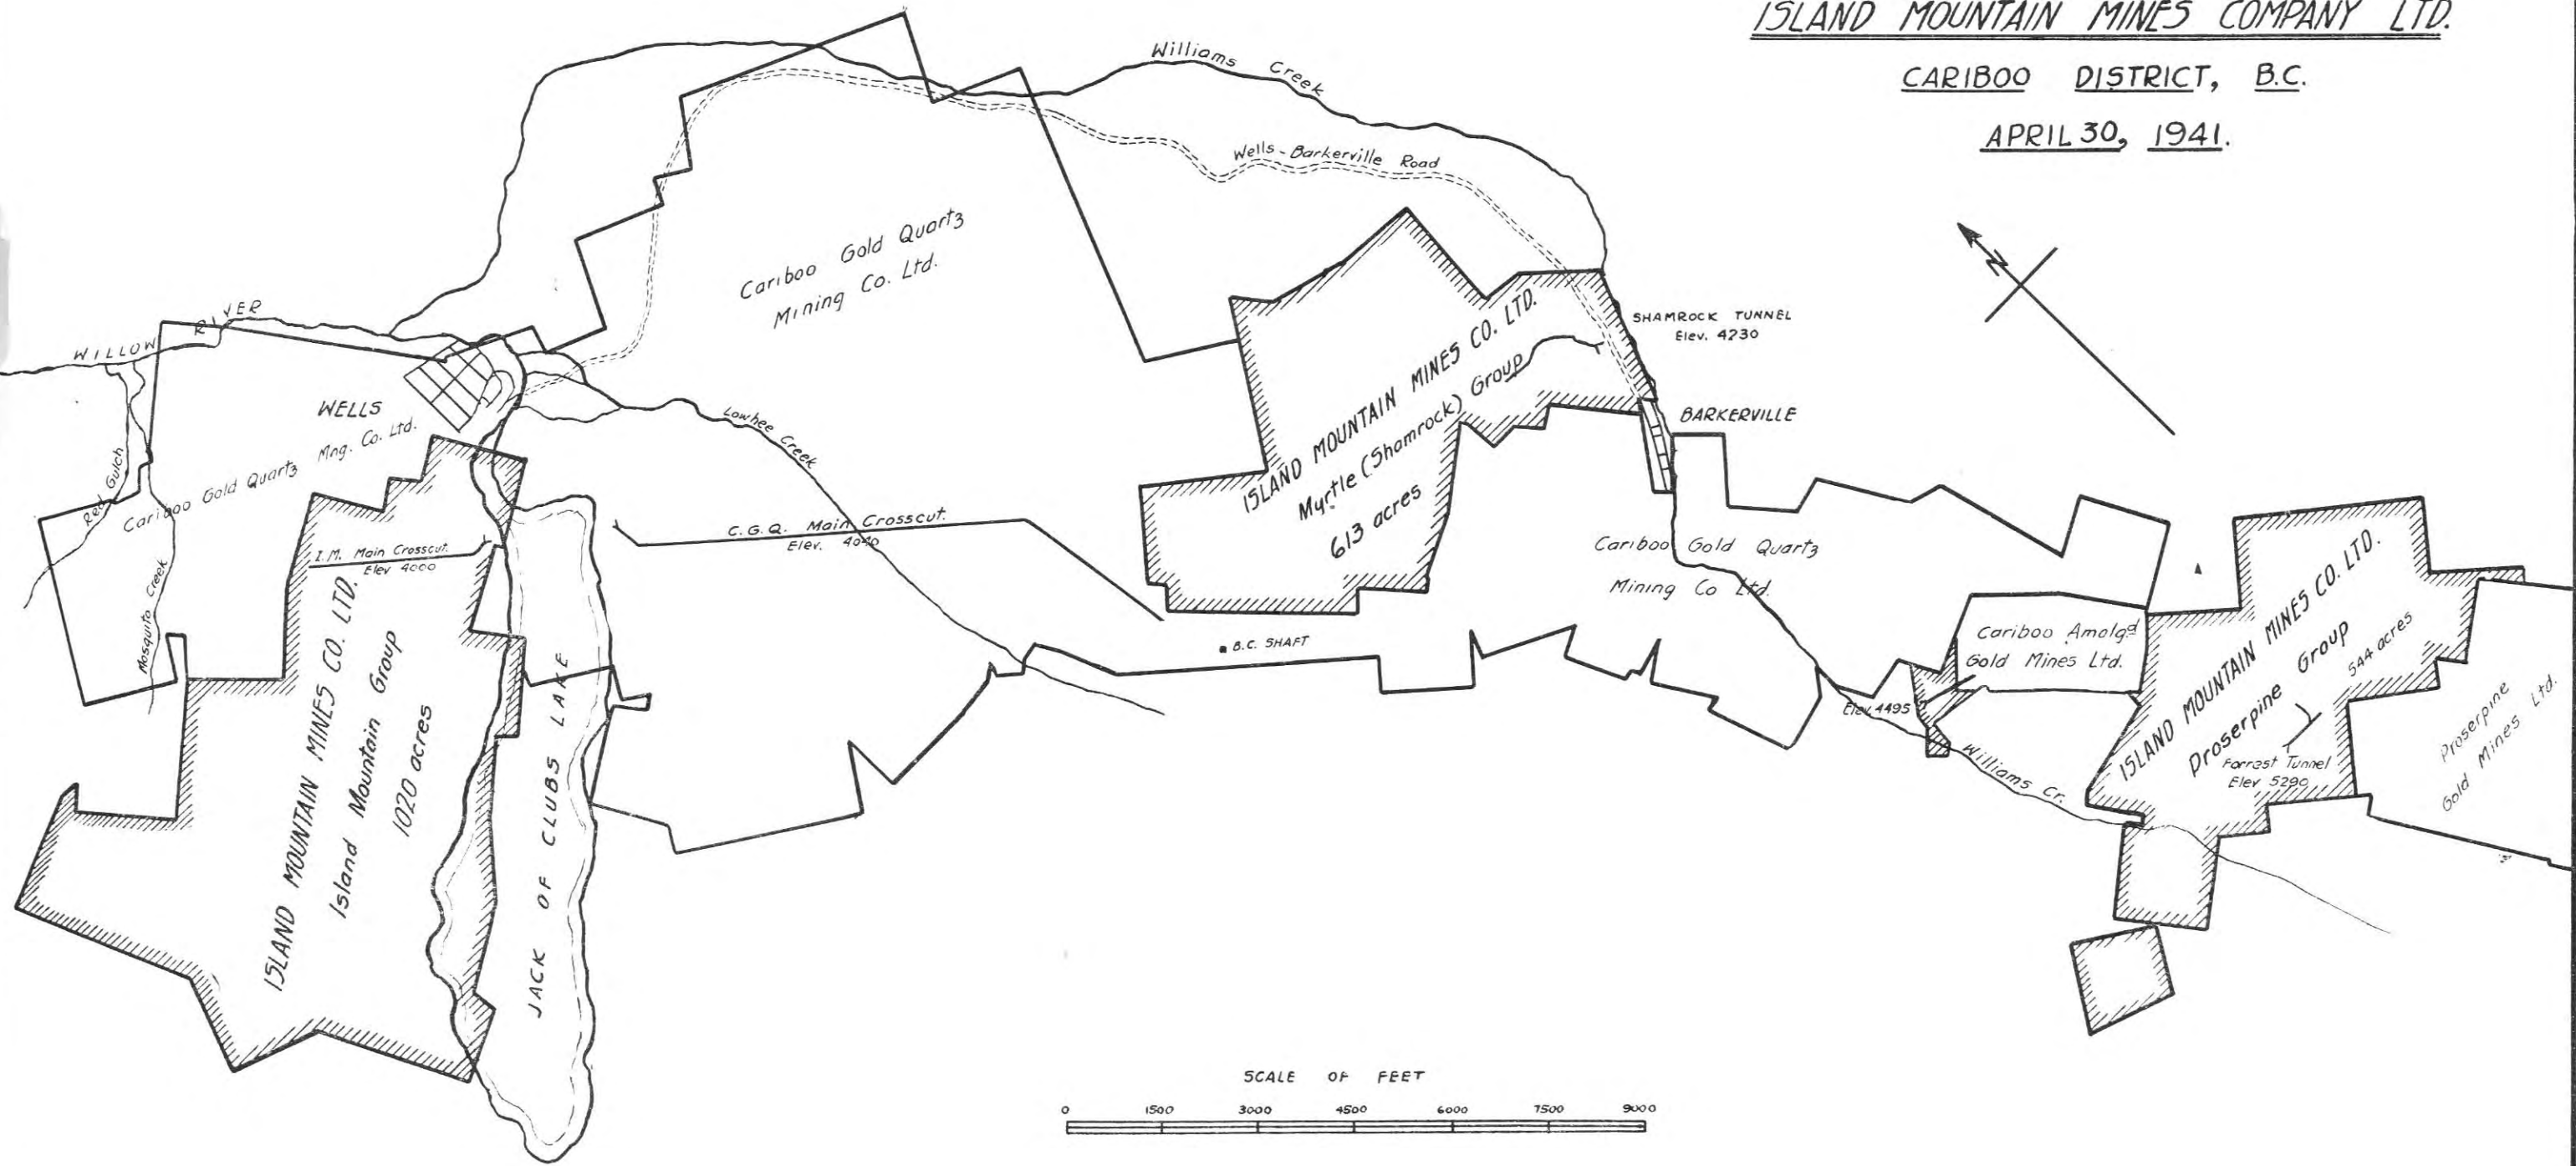 ISLAND MOUNTAIN MINES COMPANY LTD.
CARIBOO DISTRICT, B.C.
APRIL 30, 1941.
N
Williams Creek
Wells-Barkerville Road
Cariboo Gold Quartz
Mining Co. Ltd.
WILLOW RIVER
WELLS
Cariboo Gold Quartz Mng. Co. Ltd.
Red Gulch
Mosquito Creek
Lowhee Creek
I.M. Main Crosscut.
Elev 4000
C.G.Q. Main Crosscut.
Elev. 4040
ISLAND MOUNTAIN MINES CO. LTD.
Island Mountain Group
1020 acres
JACK OF CLUBS LAKE
ISLAND MOUNTAIN MINES CO. LTD.
Myrtle (Shamrock) Group
613 acres
SHAMROCK TUNNEL
Elev. 4230
BARKERVILLE
B.C. SHAFT
Cariboo Gold Quartz
Mining Co Ltd.
Cariboo Amalgd
Gold Mines Ltd.
Elev. 4495
Williams Cr.
ISLAND MOUNTAIN MINES CO. LTD.
Proserpine Group
544 acres
Forrest Tunnel
Elev 5290
Proserpine
Gold Mines Ltd.
SCALE OF FEET
0 1500 3000 4500 6000 7500 9000